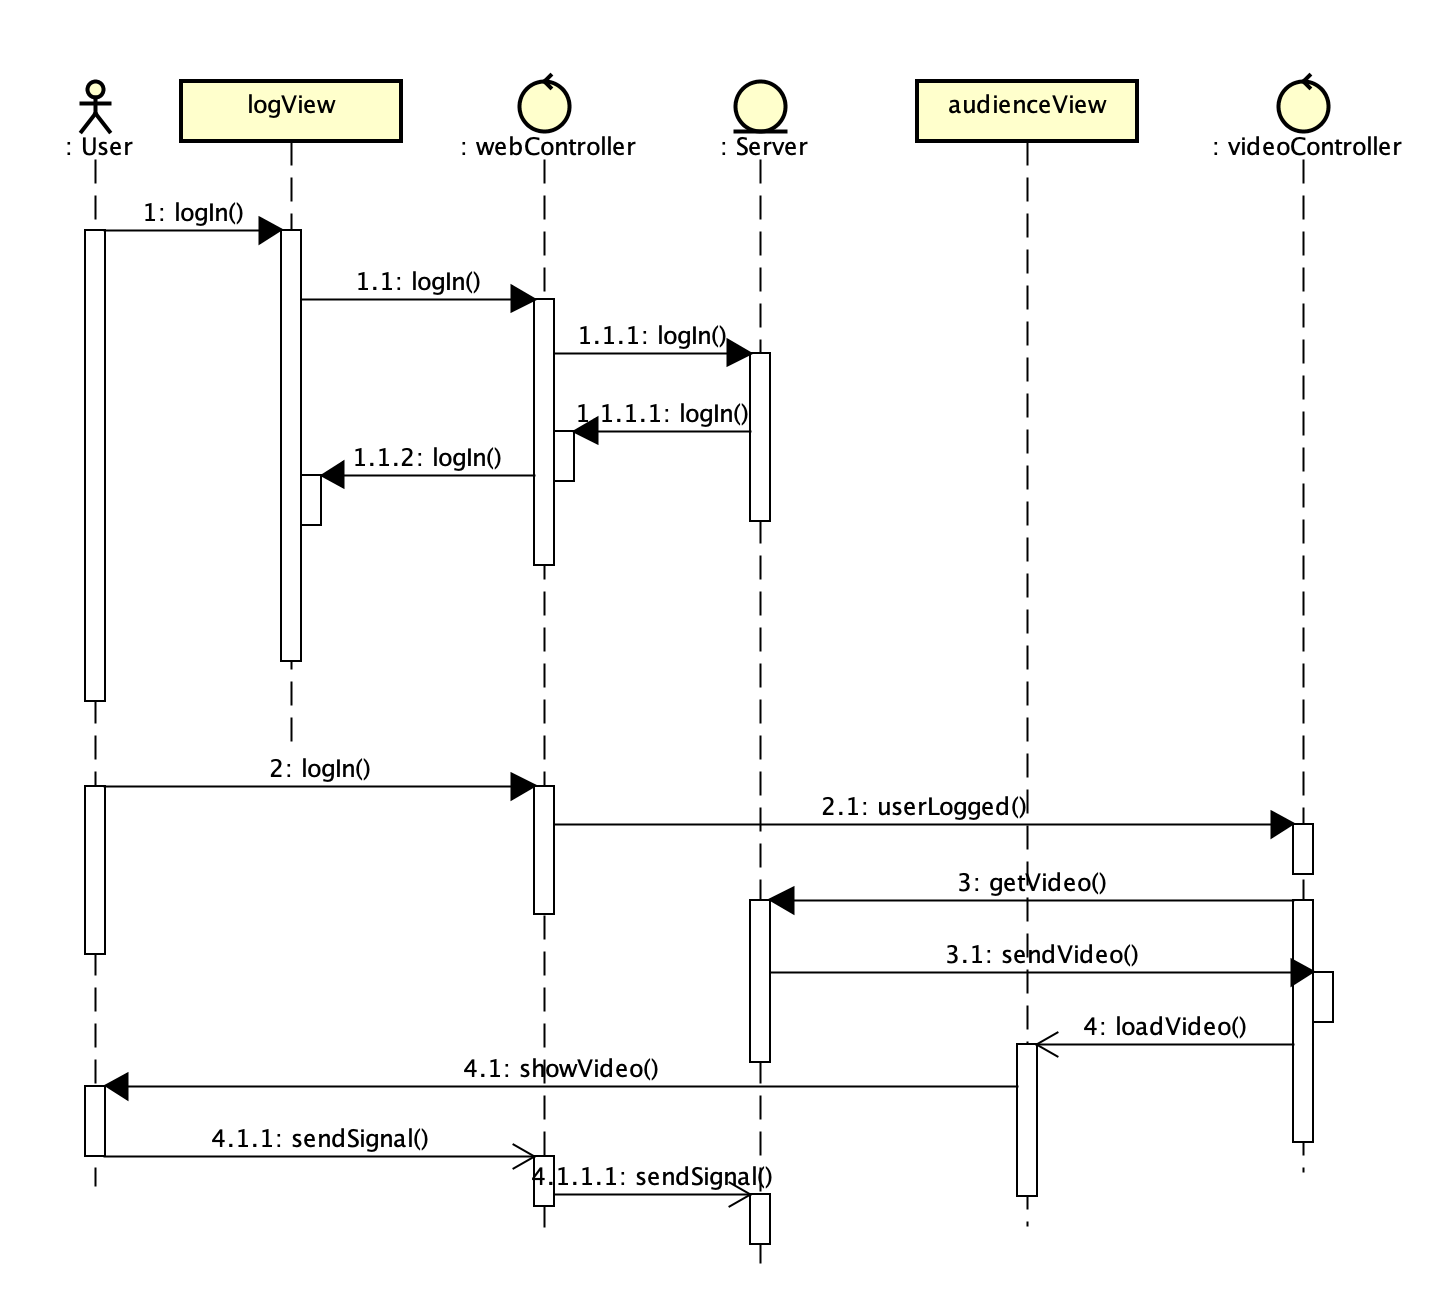 logView
audienceView
: User
: webController
: Server
: videoController
1: logIn()
1.1: logIn()
1.1.1: logIn()
1.1.1.1: logIn()
1.1.2: logIn()
2: logIn()
2.1: userLogged()
3: getVideo()
3.1: sendVideo()
4: loadVideo()
4.1: showVideo()
4.1.1: sendSignal()
4.1.1.1: sendSignal()